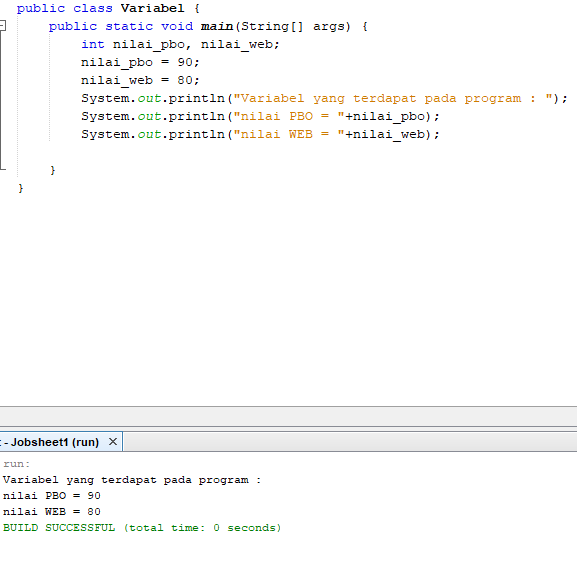 public class Variabel {
public static void main(String[] args) {
int nilai_pbo, nilai_web;
nilai_pbo = 90;
nilai_web = 80;
System.out.println("Variabel yang terdapat pada program : ");
System.out.println("nilai PBO = "+nilai_pbo);
System.out.println("nilai WEB = "+nilai_web);
}
}
- Jobsheet1 (run) ×
run:
Variabel yang terdapat pada program :
nilai PBO = 90
nilai WEB = 80
BUILD SUCCESSFUL (total time: 0 seconds)